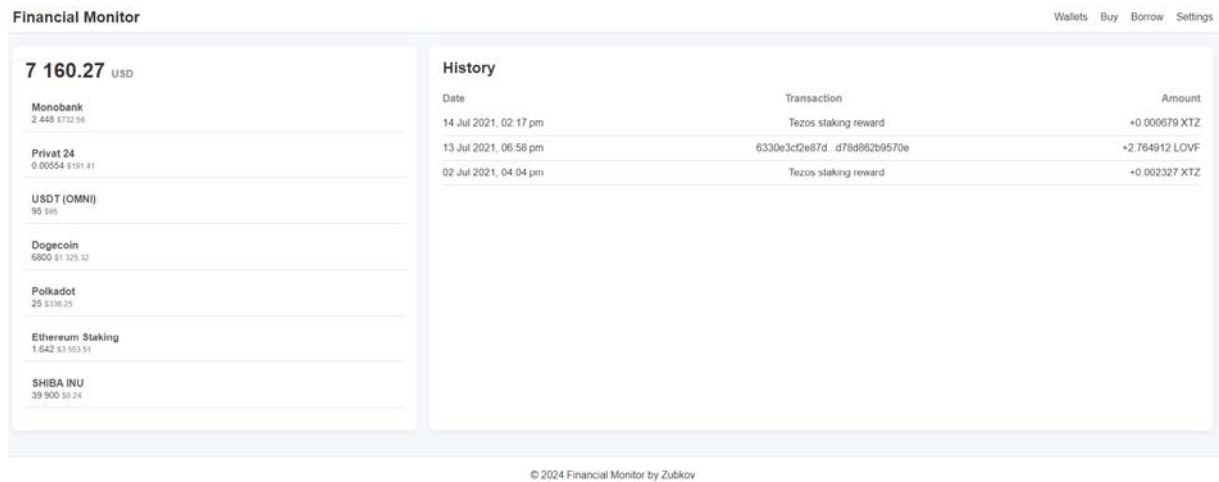 Financial Monitor
Wallets Buy Borrow Settings
7 160.27 USD
Monobank
2.448 $732.56
Privat 24
0.00554 $191.41
USDT (OMNI)
95 $95
Dogecoin
6800 $1 325.32
Polkadot
25 $336.25
Ethereum Staking
1.642 $3 553.51
SHIBA INU
39 900 $0.24
History
Date Transaction Amount
14 Jul 2021, 02:17 pm Tezos staking reward +0.000679 XTZ
13 Jul 2021, 06:58 pm 6330e3cf2e87d...d78d862b9570e +2.764912 LOVF
02 Jul 2021, 04:04 pm Tezos staking reward +0.002327 XTZ
© 2024 Financial Monitor by Zubkov